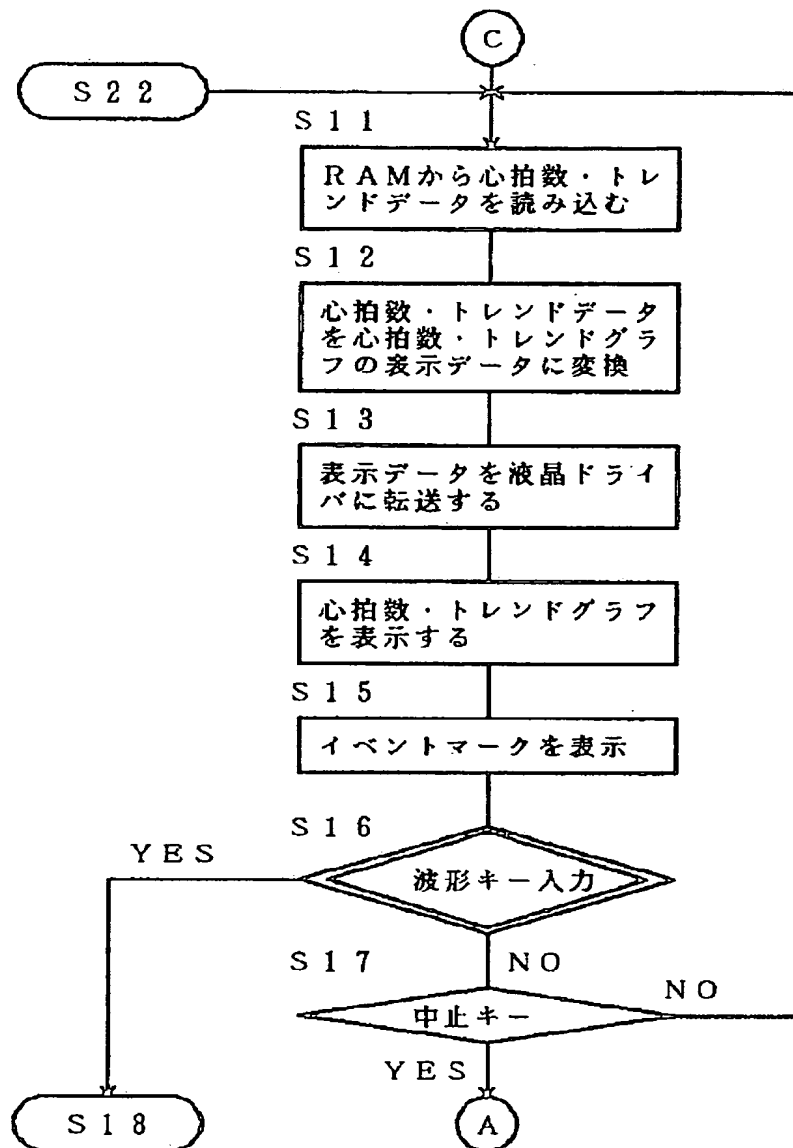 C
S22
S11
RAMから心拍数・トレ
ンドデータを読み込む
S12
心拍数・トレンドデータ
を心拍数・トレンドグラ
フの表示データに変換
S13
表示データを液晶ドライ
バに転送する
S14
心拍数・トレンドグラフ
を表示する
S15
イベントマークを表示
S16
YES
波形キー入力
S17
NO
NO
中止キー
YES
S18
A